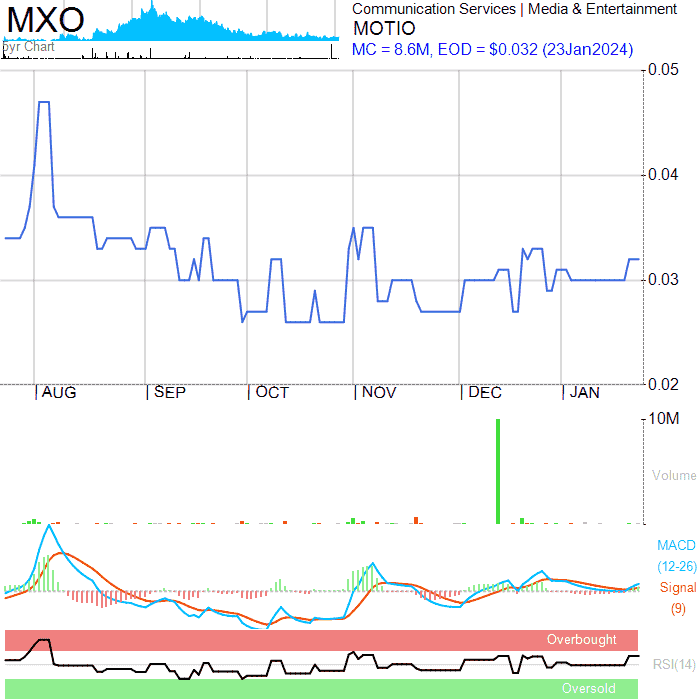 MXO
5yr Chart
Communication Services | Media & Entertainment
MOTIO
MC = 8.6M, EOD = $0.032 (23Jan2024)
0.05
0.04
0.03
0.02
| AUG | SEP | OCT | NOV | DEC | JAN
10M
Volume
MACD
(12-26)
Signal
(9)
Overbought
RSI(14)
Oversold